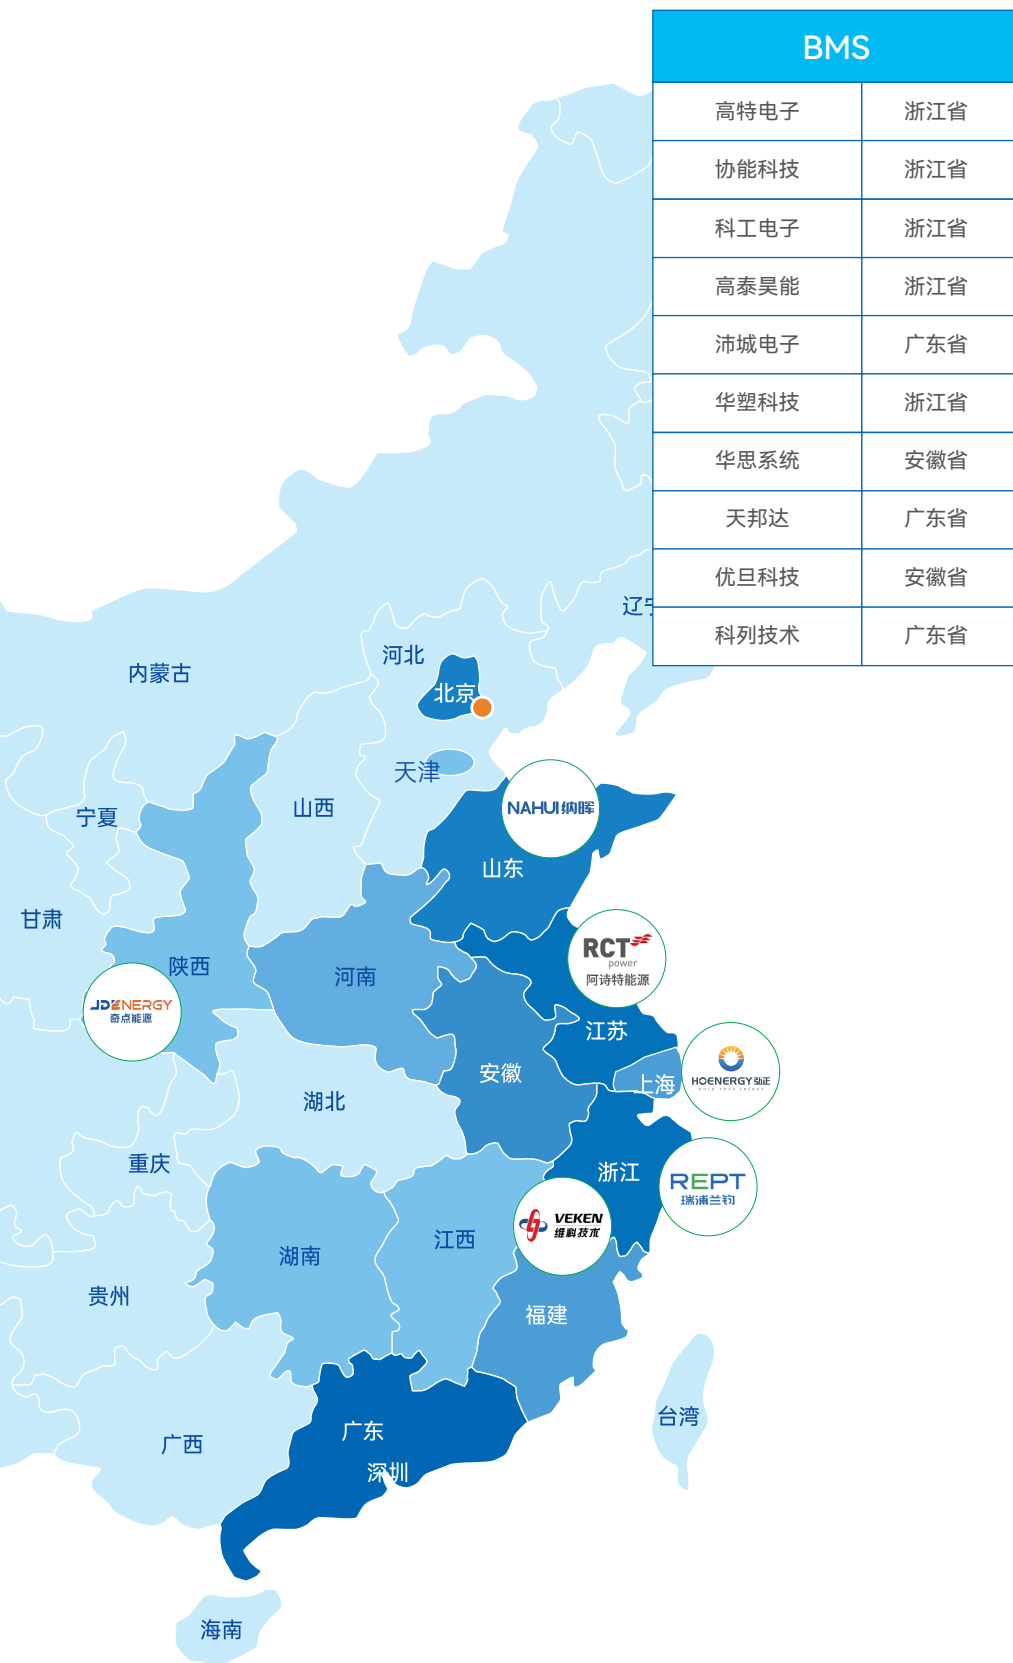 BMS
高特电子 浙江省
协能科技 浙江省
科工电子 浙江省
高泰昊能 浙江省
沛城电子 广东省
华塑科技 浙江省
华思系统 安徽省
天邦达 广东省
优旦科技 安徽省
科列技术 广东省
辽宁
河北
内蒙古
北京
天津
山西
宁夏
NAHUI 纳晖
山东
甘肃
陕西
河南
RCT
power
阿诗特能源
JDENERGY
奇点能源
江苏
安徽
上海
HOENERGY 弘正
湖北
重庆
浙江
REPT
瑞浦兰钧
VEKEN
维科技术
江西
湖南
贵州
福建
台湾
广东
广西
深圳
海南